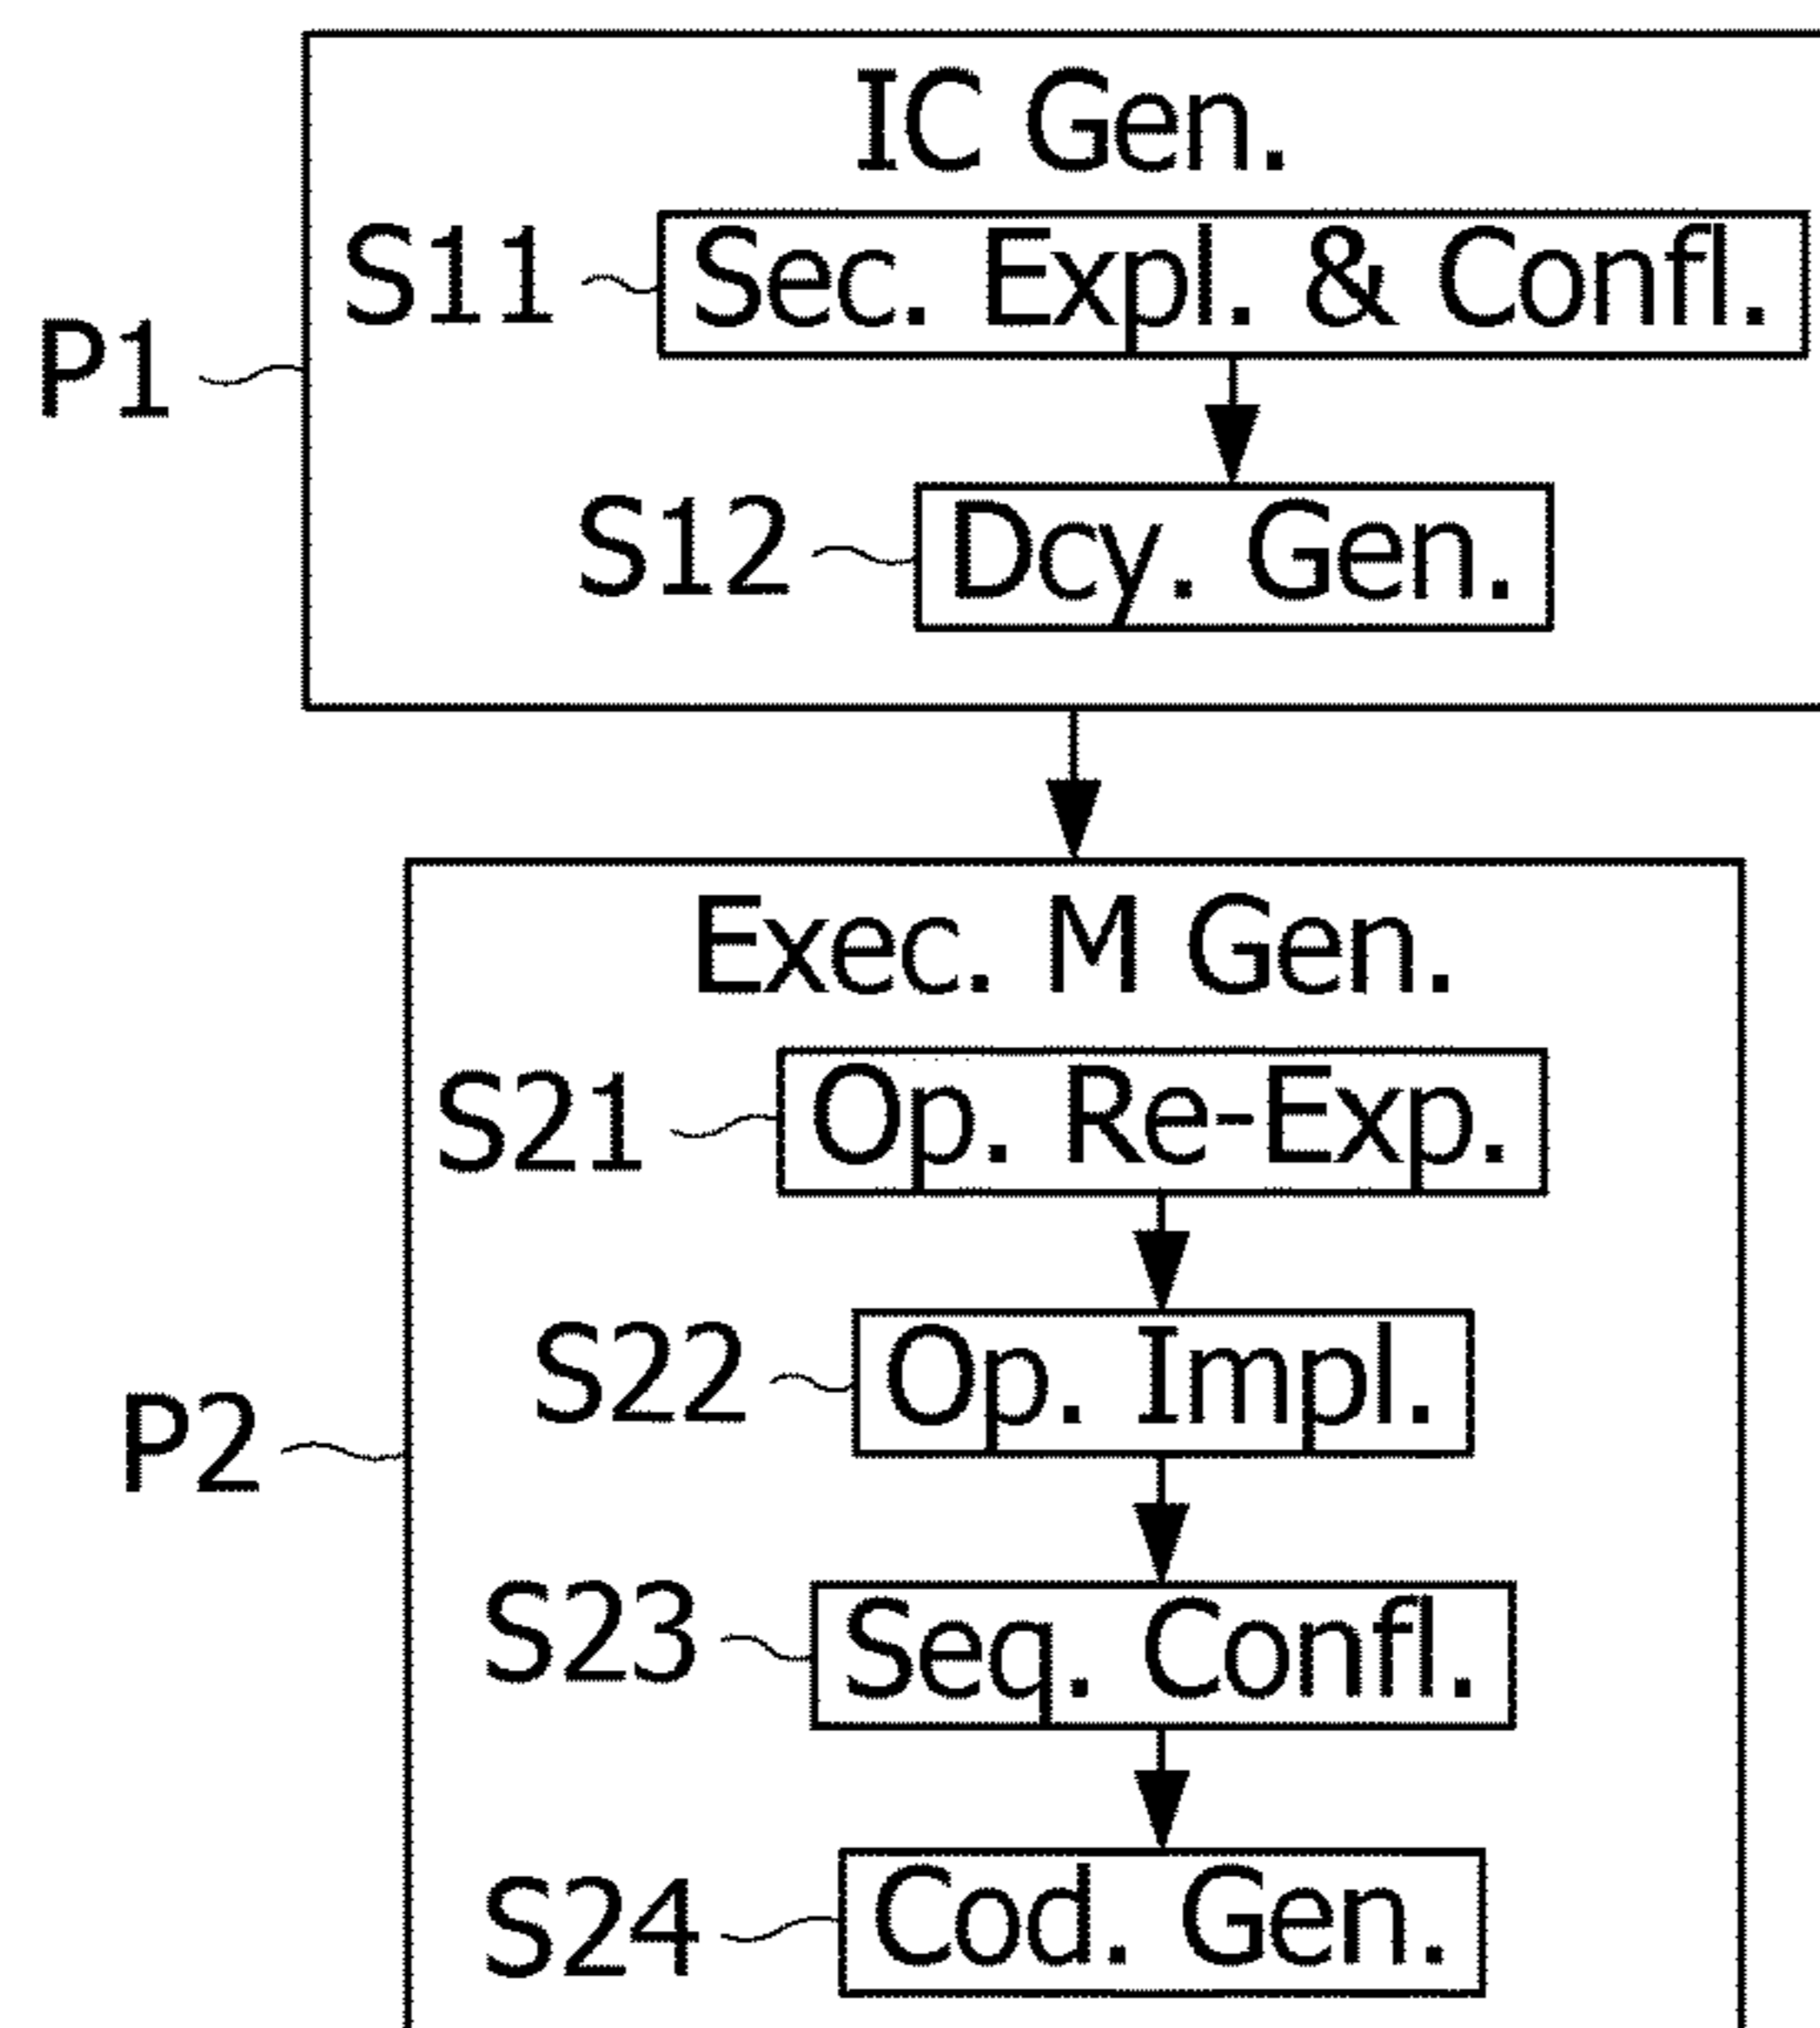 IC Gen.
S11 Sec. Expl. & Confl.
P1
S12 Dcy. Gen.
Exec. M Gen.
S21 Op. Re-Exp.
S22 Op. Impl.
P2
S23 Seq. Confl.
S24 Cod. Gen.